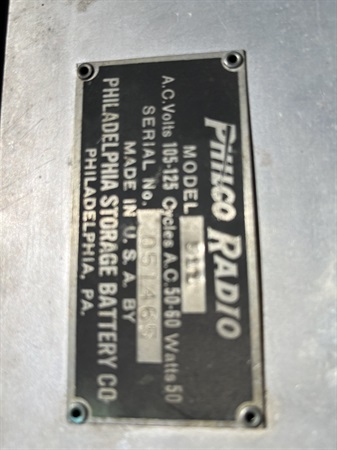 PHILCO RADIO
MODEL 511
A.C. Volts 105-125 Cycles A.C. 50-60 Watts 50
SERIAL No.
MADE IN U.S.A. BY
PHILADELPHIA STORAGE BATTERY CO.
PHILADELPHIA, PA.